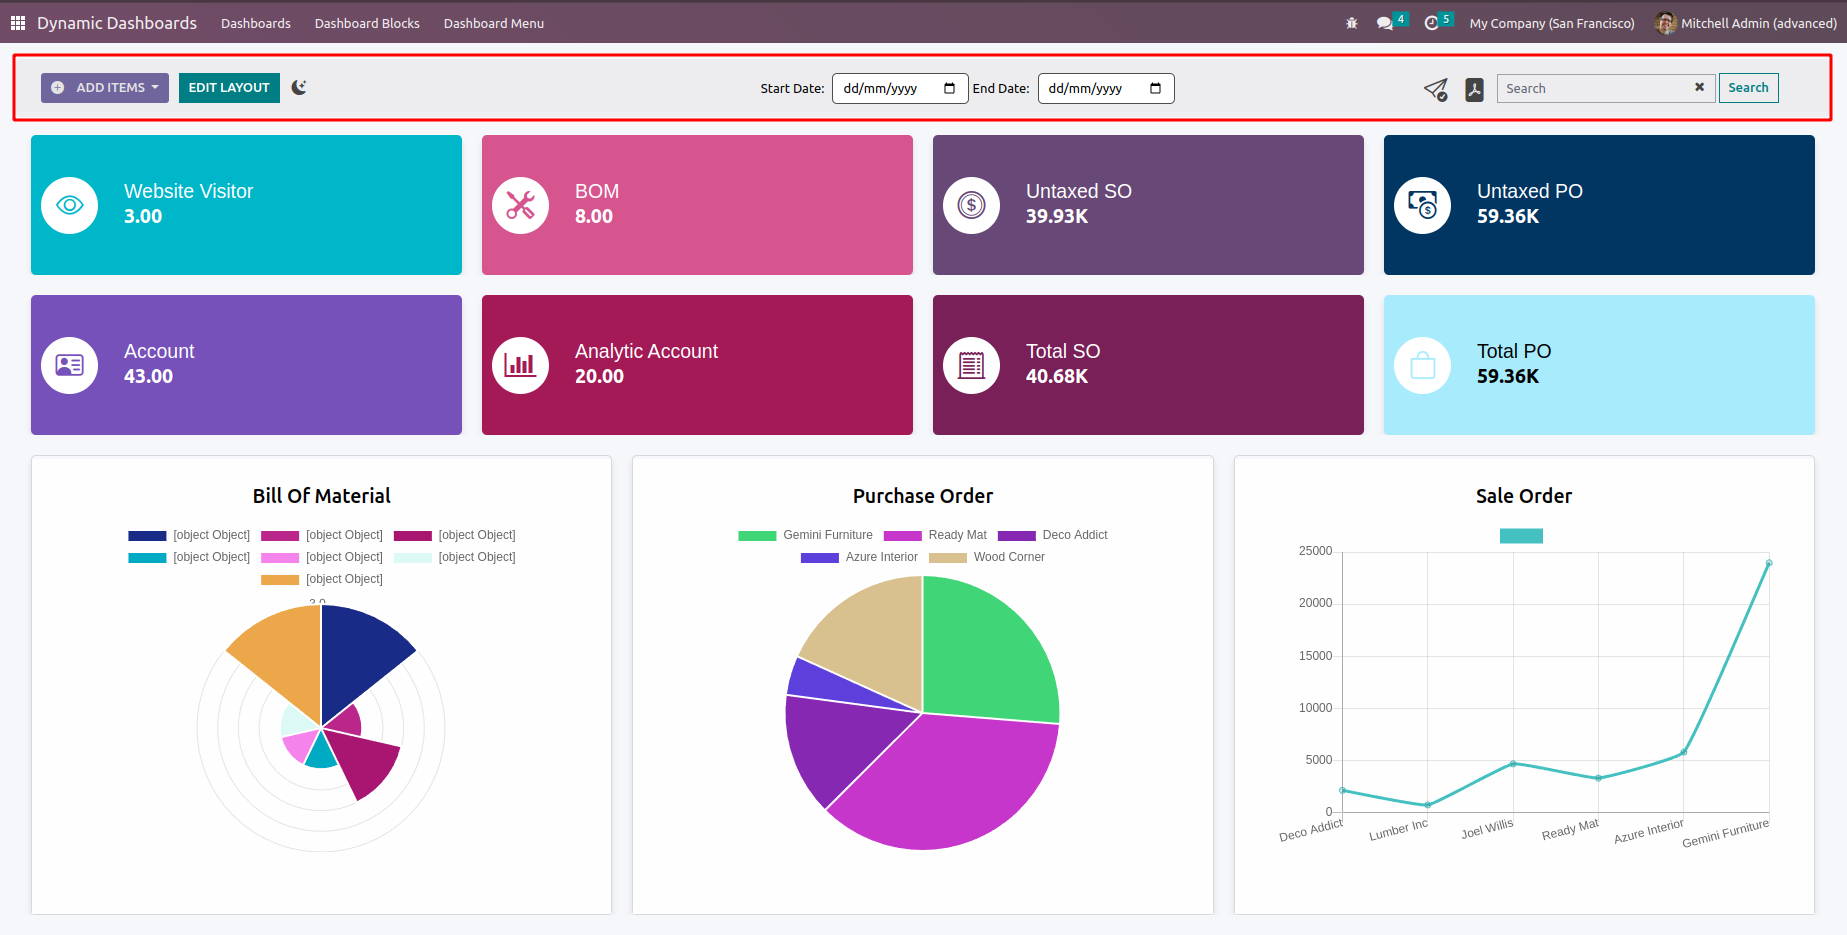 Dynamic Dashboards Dashboards Dashboard Blocks Dashboard Menu 4 5 My Company (San Francisco) Mitchell Admin (advanced)
ADD ITEMS EDIT LAYOUT Start Date: dd/mm/yyyy End Date: dd/mm/yyyy Search Search
Website Visitor
3.00
BOM
8.00
Untaxed SO
39.93K
Untaxed PO
59.36K
Account
43.00
Analytic Account
20.00
Total SO
40.68K
Total PO
59.36K
Bill Of Material
[object Object] [object Object] [object Object]
[object Object] [object Object] [object Object]
[object Object]
Purchase Order
Gemini Furniture Ready Mat Deco Addict
Azure Interior Wood Corner
Sale Order
25000
20000
15000
10000
5000
0
Deco Addict Lumber Inc Joel Willis Ready Mat Azure Interior Gemini Furniture